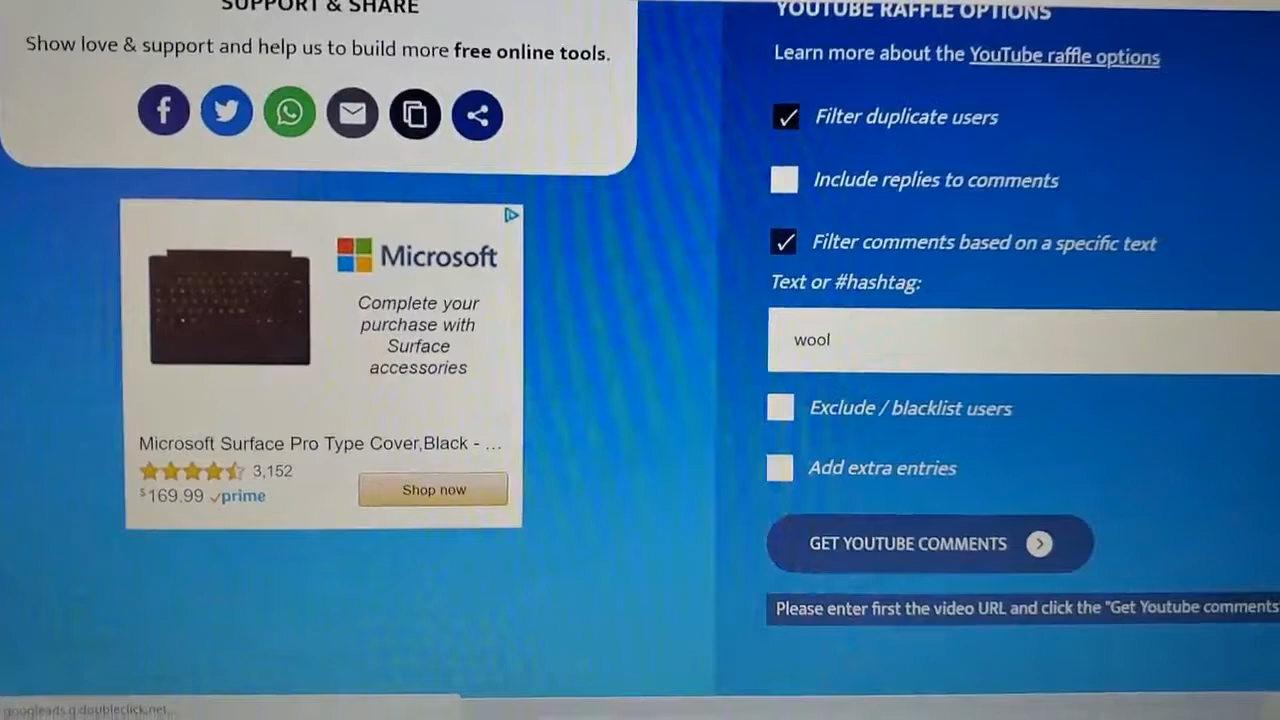 SUPPORT & SHARE
Show love & support and help us to build more free online tools.
Microsoft
Complete your
purchase with
Surface
accessories
Microsoft Surface Pro Type Cover,Black - ...
3,152
$169.99 prime
Shop now
YOUTUBE RAFFLE OPTIONS
Learn more about the YouTube raffle options
Filter duplicate users
Include replies to comments
Filter comments based on a specific text
Text or #hashtag:
wool
Exclude / blacklist users
Add extra entries
GET YOUTUBE COMMENTS
Please enter first the video URL and click the "Get Youtube comments
googleads.g.doubleclick.net...